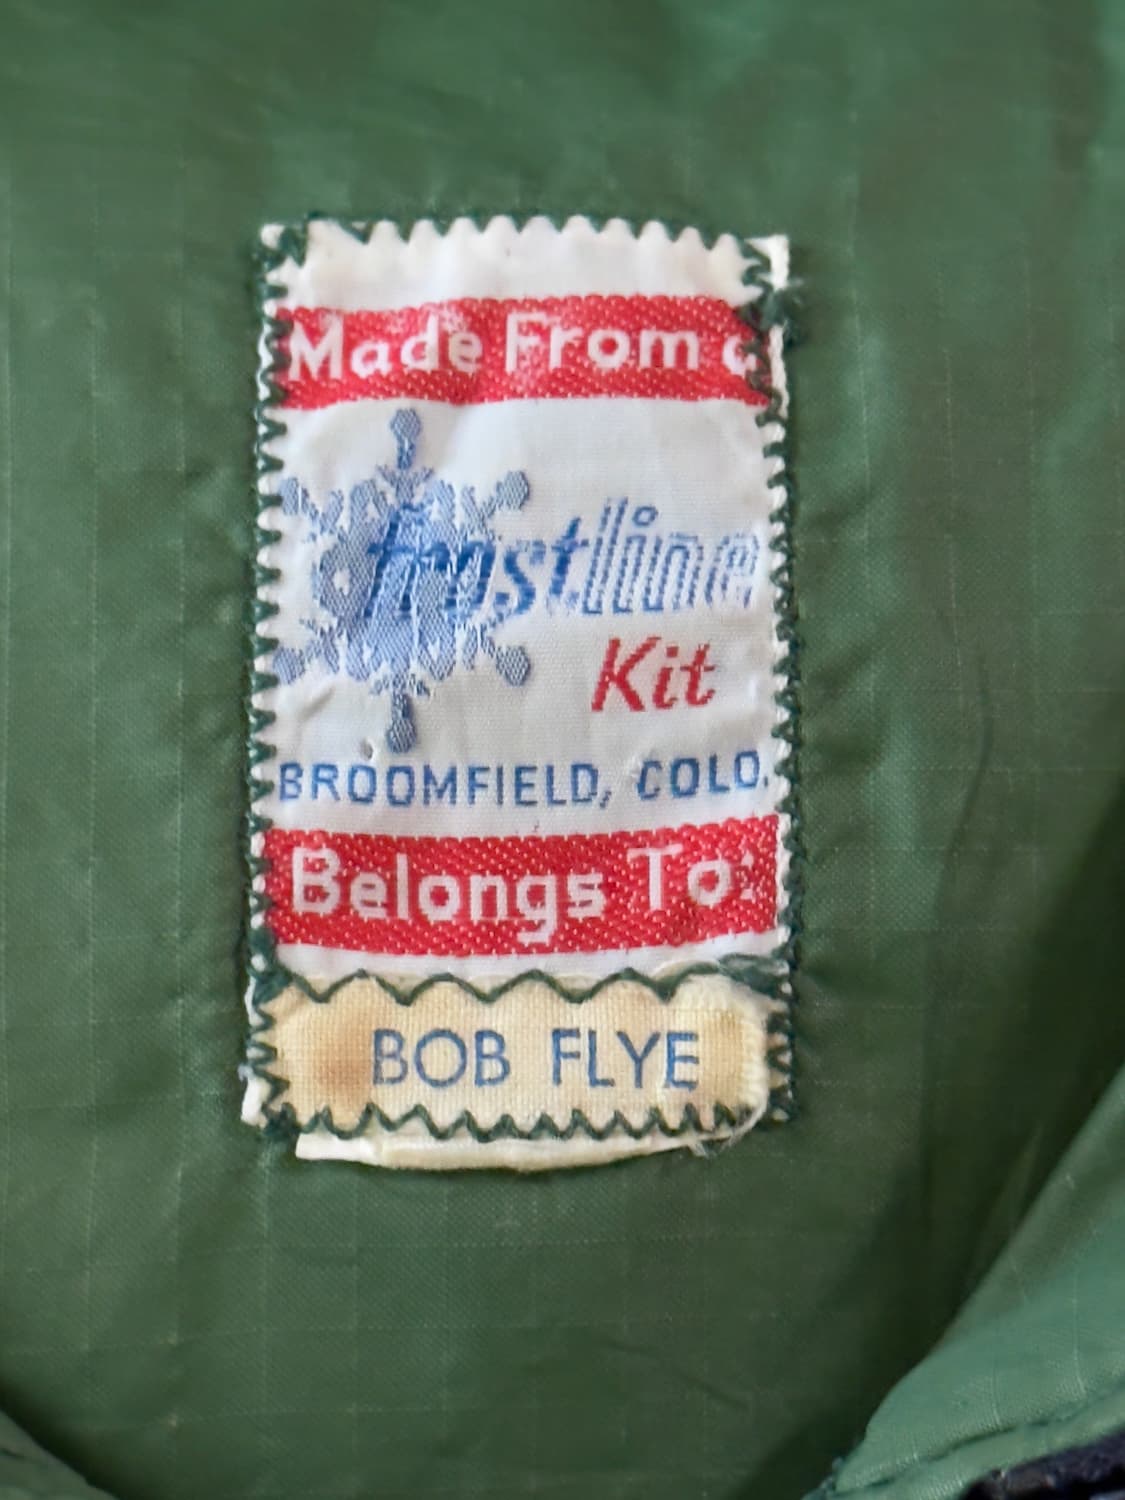 Made From a
frostline
Kit
BROOMFIELD, COLO.
Belongs To:
BOB FLYE